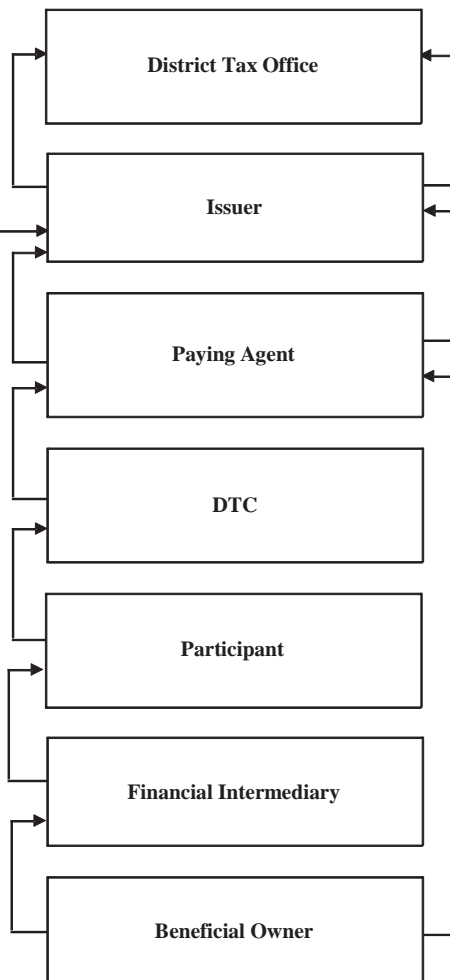 District Tax Office
Issuer
Paying Agent
DTC
Participant
Financial Intermediary
Beneficial Owner